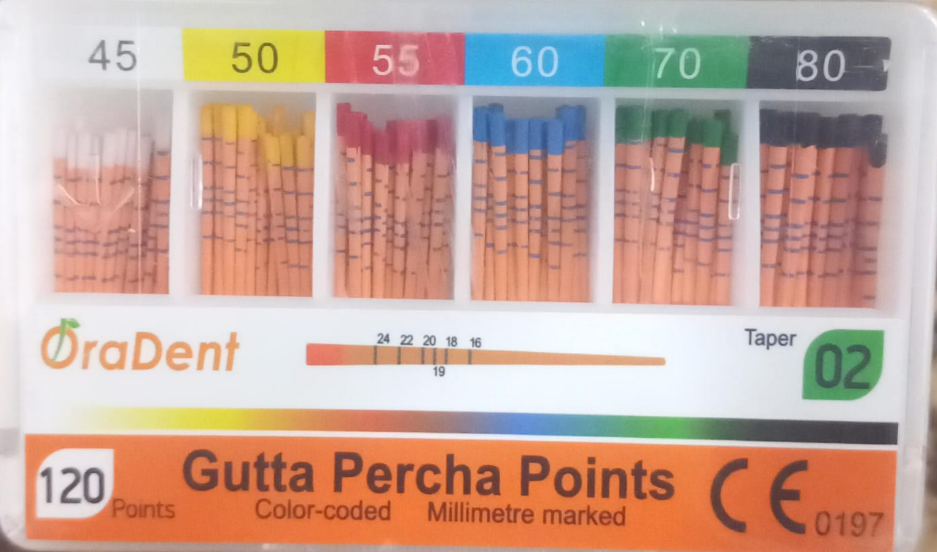 45 50 55 60 70 80
OraDent
24 22 20 18 16
19
Taper 02
120 Points
Gutta Percha Points
Color-coded Millimetre marked
CE 0197